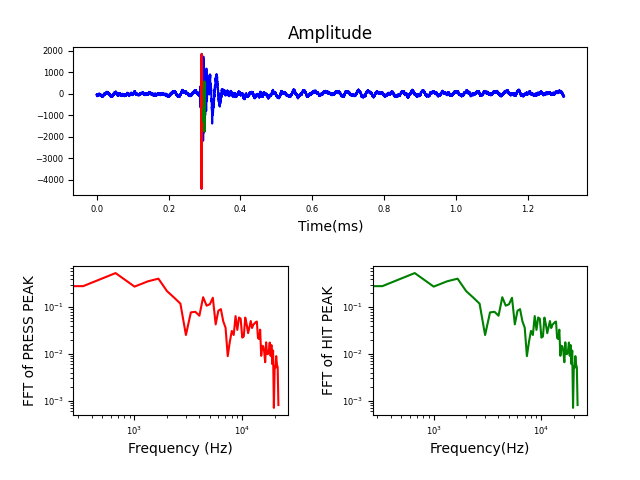 Amplitude
2000
1000
0
−1000
−2000
−3000
−4000
0.0 0.2 0.4 0.6 0.8 1.0 1.2
Time(ms)
FFT of PRESS PEAK
10⁻¹
10⁻²
10⁻³
10³ 10⁴
Frequency (Hz)
FFT of HIT PEAK
10⁻¹
10⁻²
10⁻³
10³ 10⁴
Frequency(Hz)